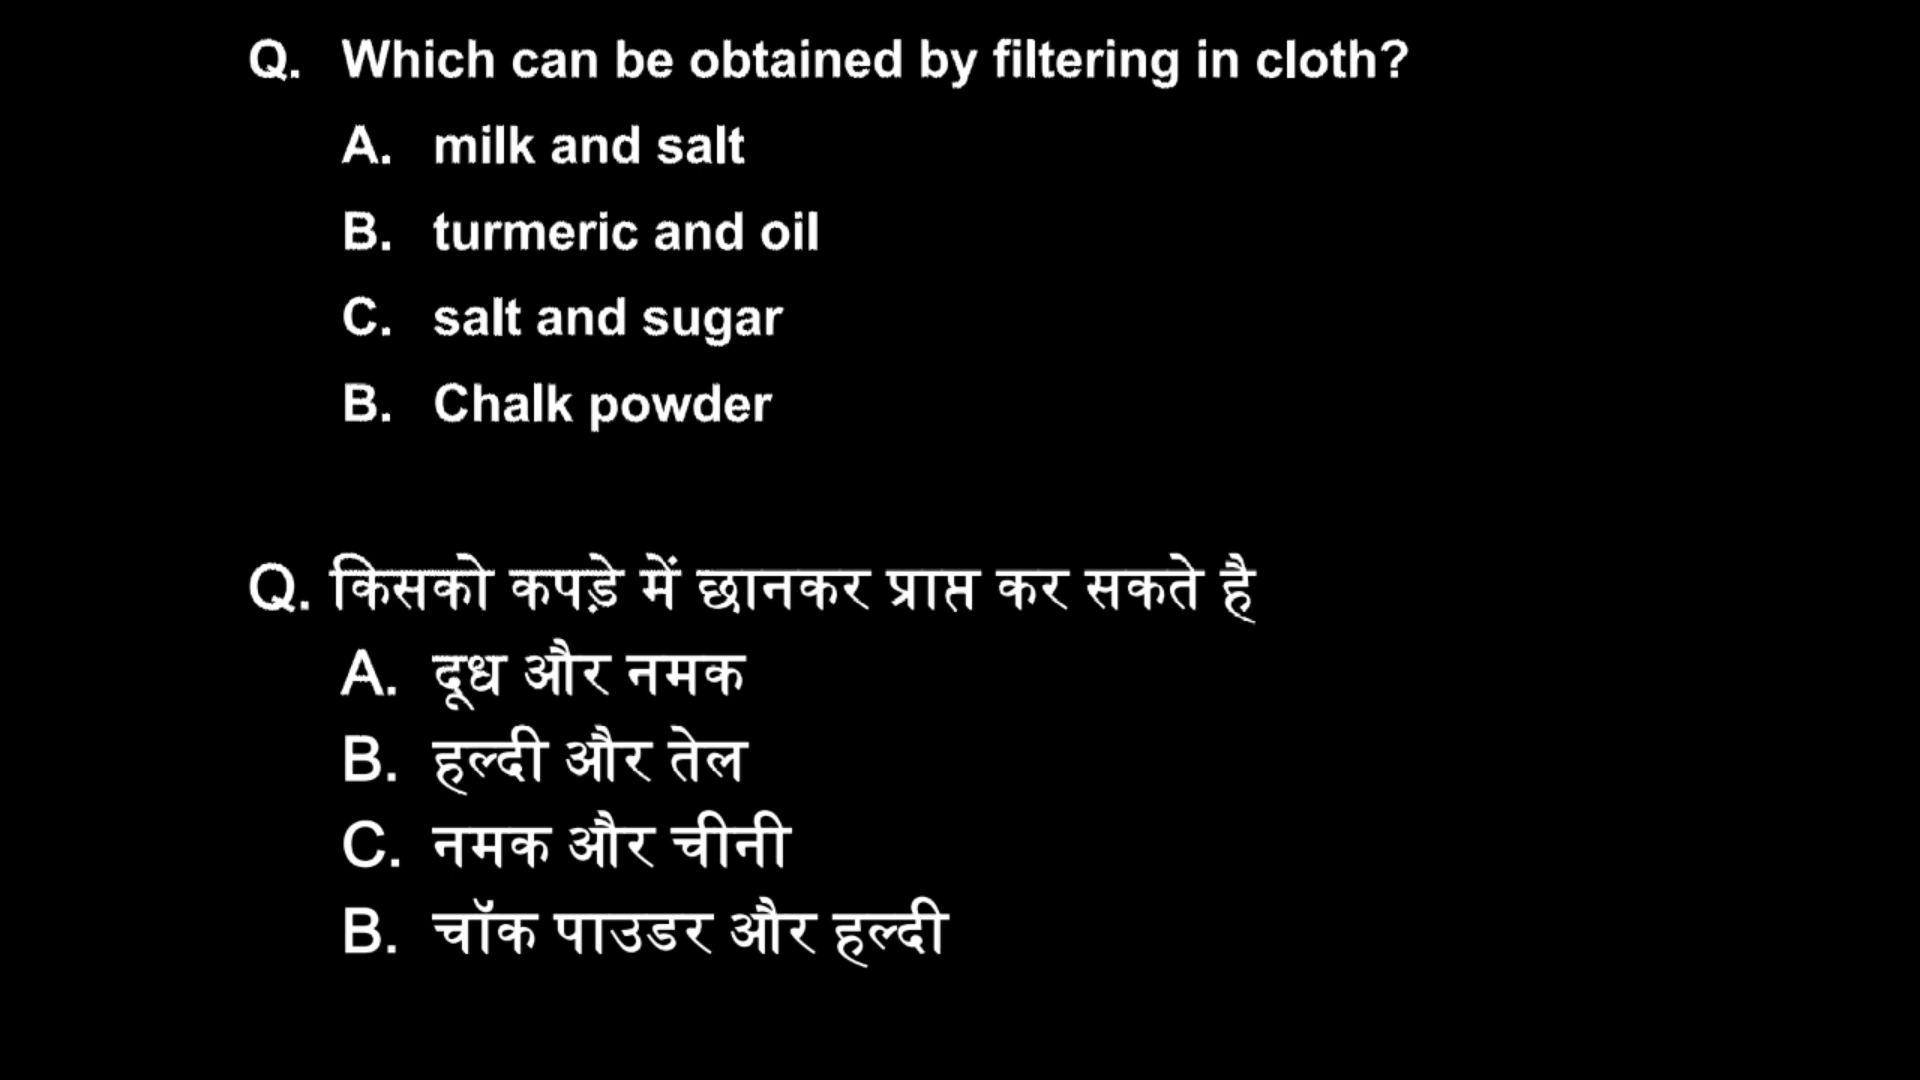 Q. Which can be obtained by filtering in cloth?
A. milk and salt
B. turmeric and oil
C. salt and sugar
B. Chalk powder
Q. किसको कपड़े में छानकर प्राप्त कर सकते है
A. दूध और नमक
B. हल्दी और तेल
C. नमक और चीनी
B. चॉक पाउडर और हल्दी